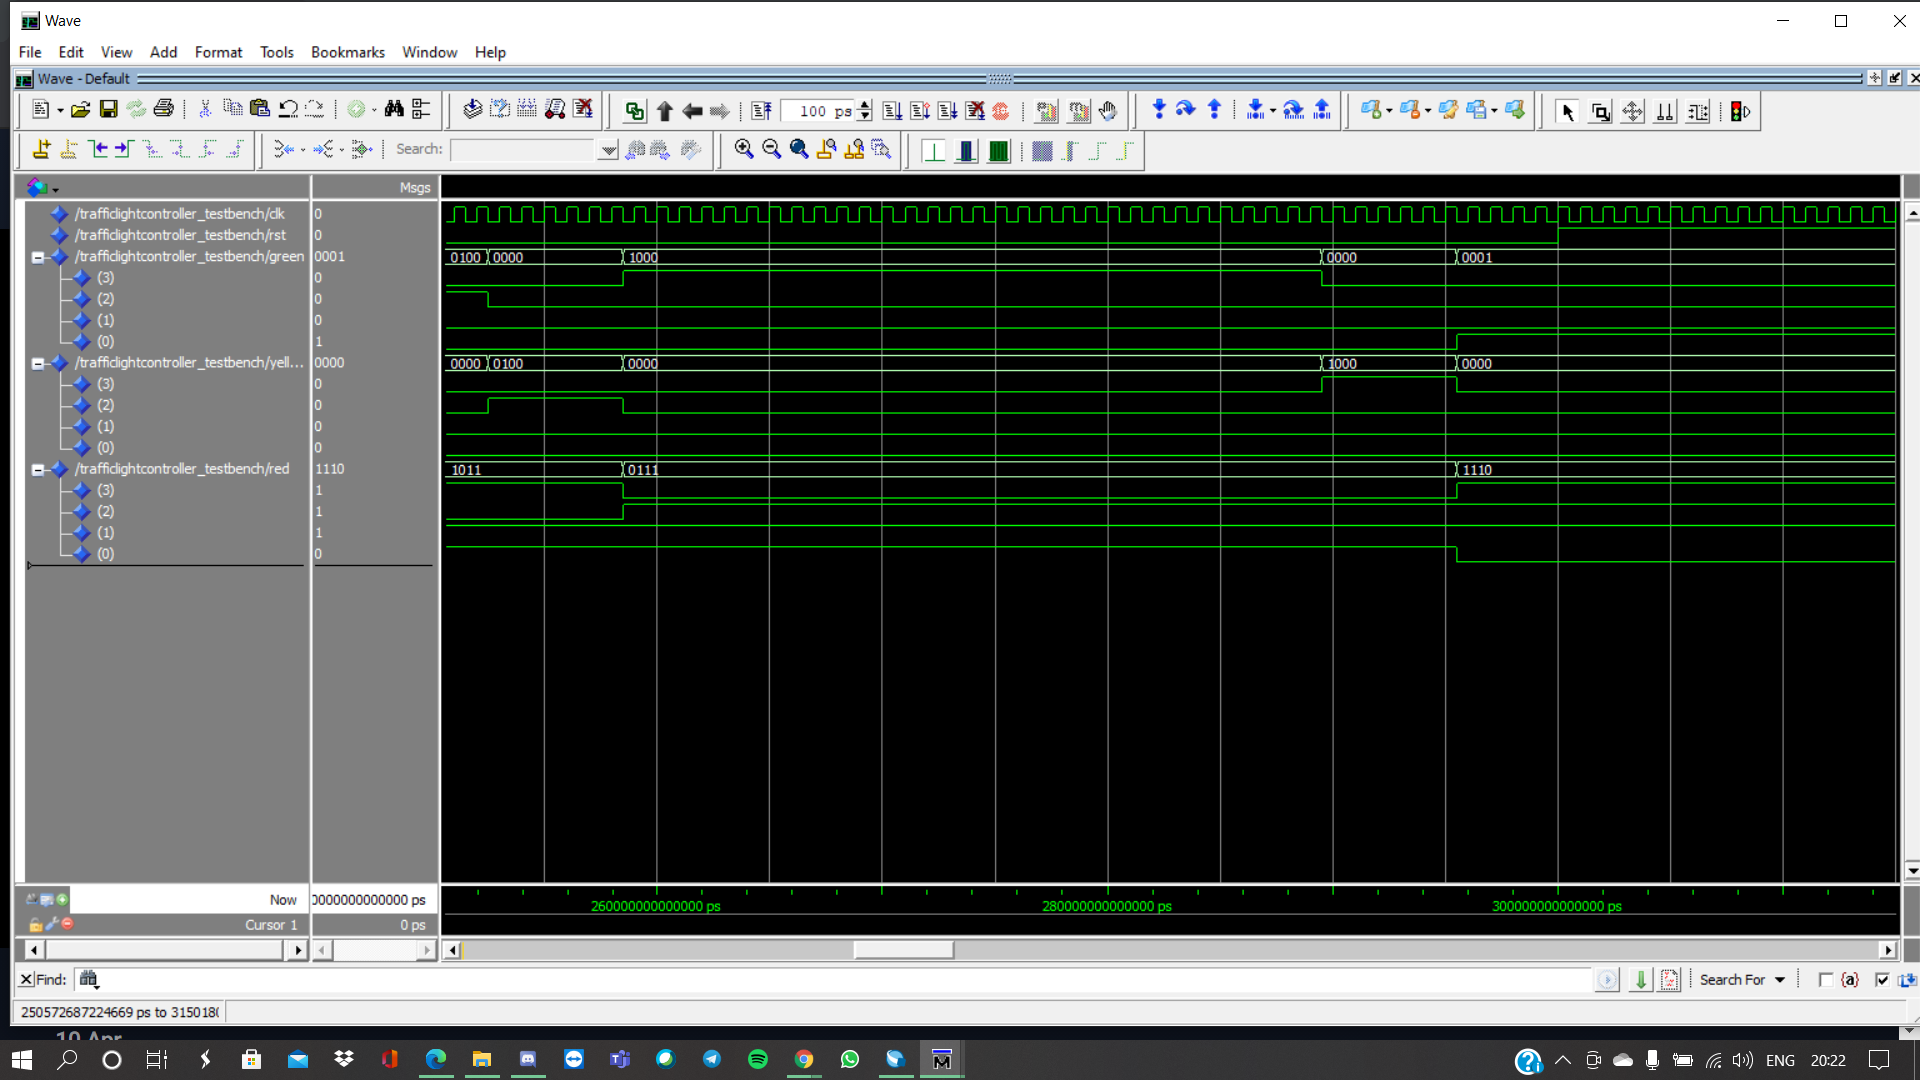 Wave
File Edit View Add Format Tools Bookmarks Window Help
Wave - Default
100 ps
Search:
Msgs
/trafficlightcontroller_testbench/clk 0
/trafficlightcontroller_testbench/rst 0
/trafficlightcontroller_testbench/green 0001 0100 0000 1000 0000 0001
(3) 0
(2) 0
(1) 0
(0) 1
/trafficlightcontroller_testbench/yell... 0000 0000 0100 0000 1000 0000
(3) 0
(2) 0
(1) 0
(0) 0
/trafficlightcontroller_testbench/red 1110 1011 0111 1110
(3) 1
(2) 1
(1) 1
(0) 0
Now 0000000000000 ps
260000000000000 ps 280000000000000 ps 300000000000000 ps
Cursor 1 0 ps
Find: Search For {a}
250572687224669 ps to 3150180
10 Apr
ENG 20:22